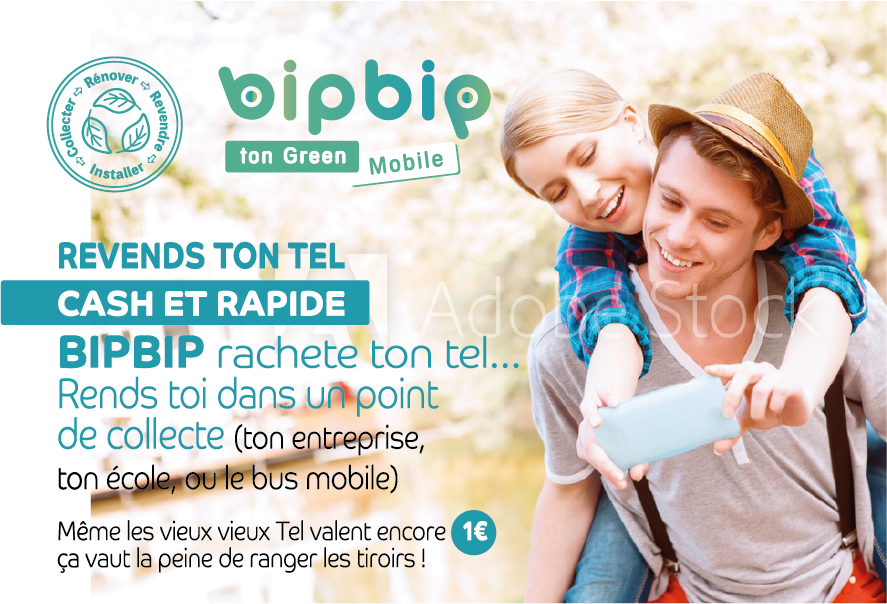 Collecter ⇨ Rénover ⇨ Revendre ⇨ Installer ⇨
bipbip
ton Green Mobile
REVENDS TON TEL
CASH ET RAPIDE
BIPBIP rachete ton tel...
Rends toi dans un point
de collecte (ton entreprise,
ton école, ou le bus mobile)
Même les vieux vieux Tel valent encore 1€
ça vaut la peine de ranger les tiroirs !
Adobe Stock